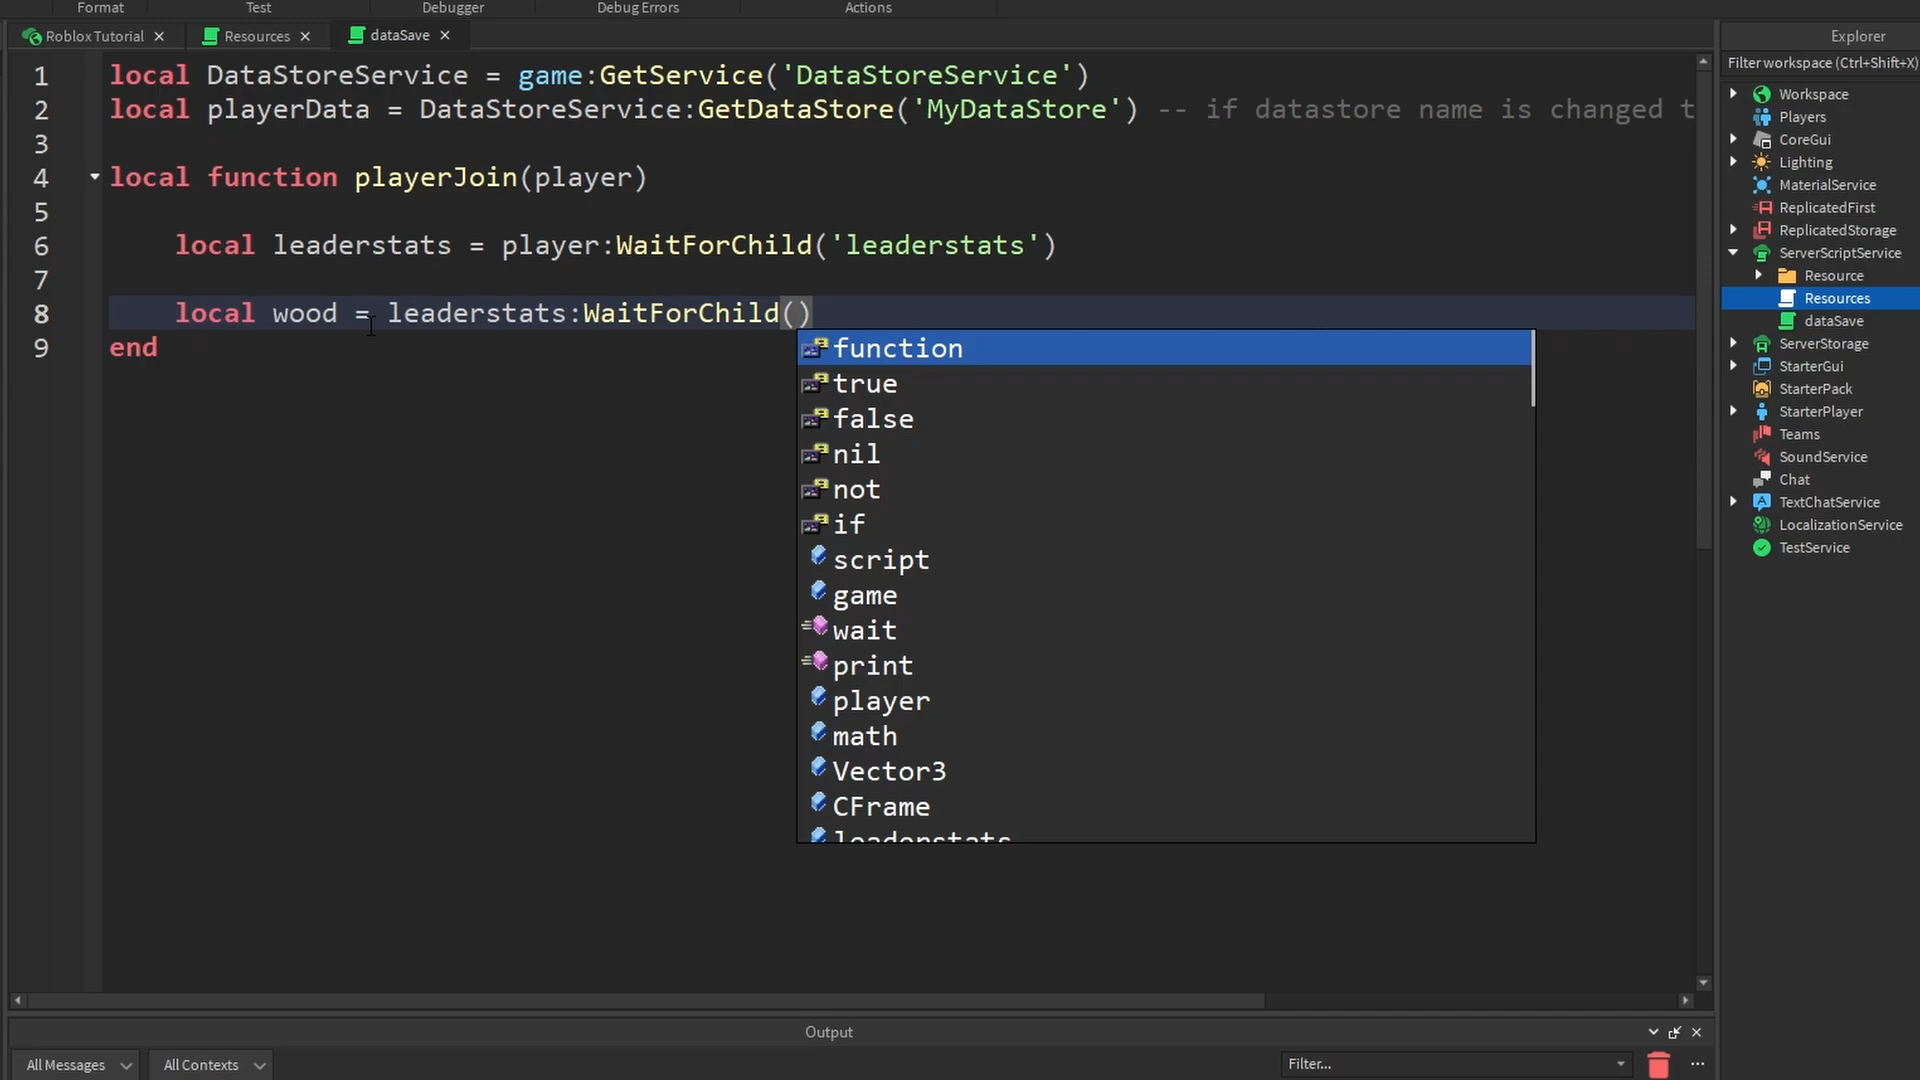 Format Test Debugger Debug Errors Actions
Roblox Tutorial Resources dataSave
1 local DataStoreService = game:GetService('DataStoreService')
2 local playerData = DataStoreService:GetDataStore('MyDataStore') -- if datastore name is changed t
3
4 local function playerJoin(player)
5
6 local leaderstats = player:WaitForChild('leaderstats')
7
8 local wood = leaderstats:WaitForChild()
9 end
function
true
false
nil
not
if
script
game
wait
print
player
math
Vector3
CFrame
leaderstats
Explorer
Filter workspace (Ctrl+Shift+X)
Workspace
Players
CoreGui
Lighting
MaterialService
ReplicatedFirst
ReplicatedStorage
ServerScriptService
Resource
Resources
dataSave
ServerStorage
StarterGui
StarterPack
StarterPlayer
Teams
SoundService
Chat
TextChatService
LocalizationService
TestService
Output
All Messages All Contexts Filter...